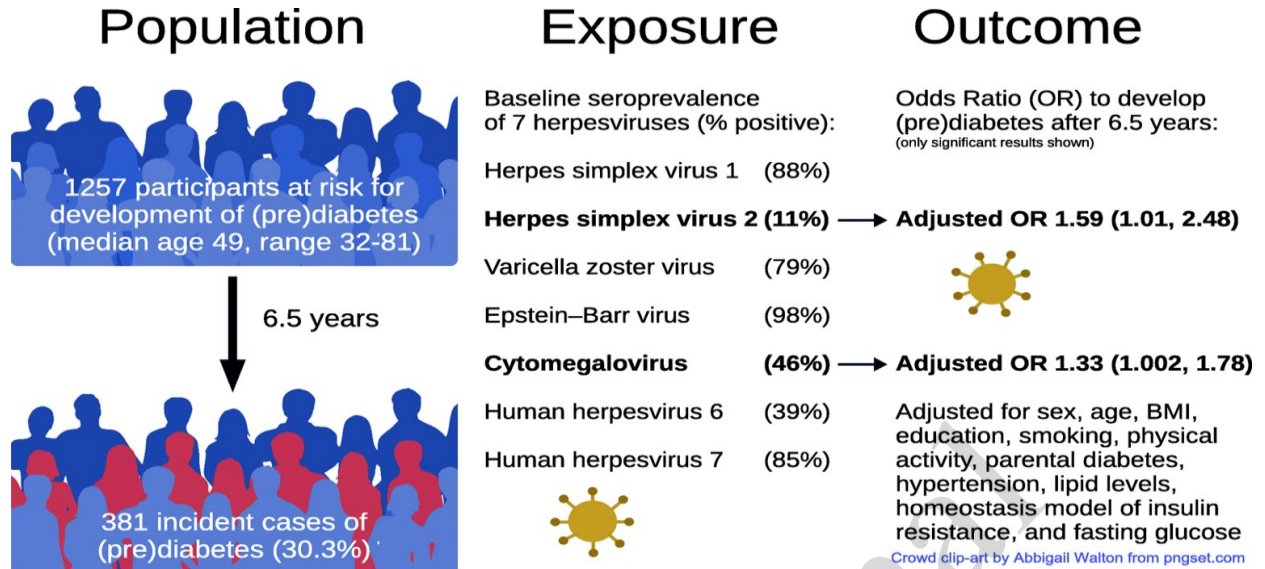 Population
1257 participants at risk for
development of (pre)diabetes
(median age 49, range 32-81)
6.5 years
381 incident cases of
(pre)diabetes (30.3%)
Exposure
Baseline seroprevalence
of 7 herpesviruses (% positive):
Herpes simplex virus 1 (88%)
Herpes simplex virus 2 (11%)
Varicella zoster virus (79%)
Epstein–Barr virus (98%)
Cytomegalovirus (46%)
Human herpesvirus 6 (39%)
Human herpesvirus 7 (85%)
Outcome
Odds Ratio (OR) to develop
(pre)diabetes after 6.5 years:
(only significant results shown)
Adjusted OR 1.59 (1.01, 2.48)
Adjusted OR 1.33 (1.002, 1.78)
Adjusted for sex, age, BMI,
education, smoking, physical
activity, parental diabetes,
hypertension, lipid levels,
homeostasis model of insulin
resistance, and fasting glucose
Crowd clip-art by Abbigail Walton from pngset.com